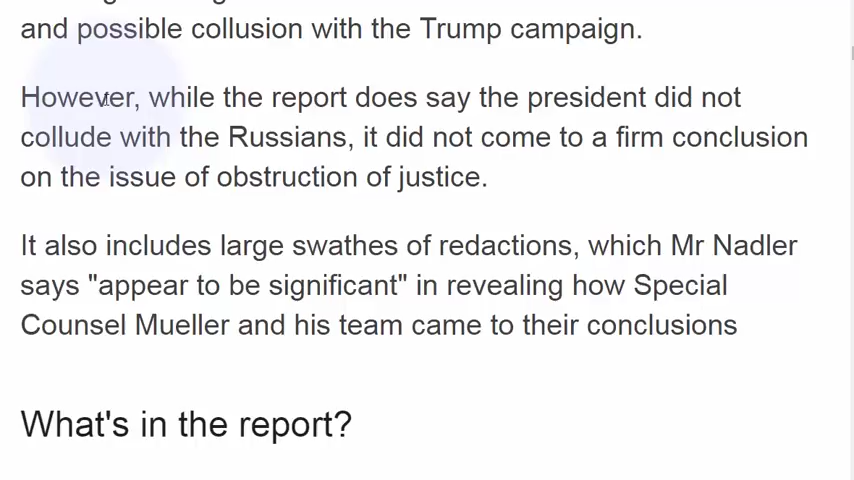 and possible collusion with the Trump campaign.
However, while the report does say the president did not
collude with the Russians, it did not come to a firm conclusion
on the issue of obstruction of justice.
It also includes large swathes of redactions, which Mr Nadler
says "appear to be significant" in revealing how Special
Counsel Mueller and his team came to their conclusions
What's in the report?